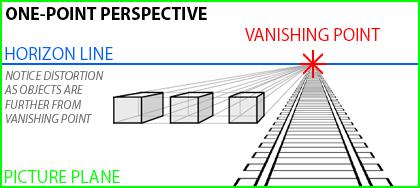 ONE-POINT PERSPECTIVE
VANISHING POINT
HORIZON LINE
NOTICE DISTORTION
AS OBJECTS ARE
FURTHER FROM
VANISHING POINT
PICTURE PLANE